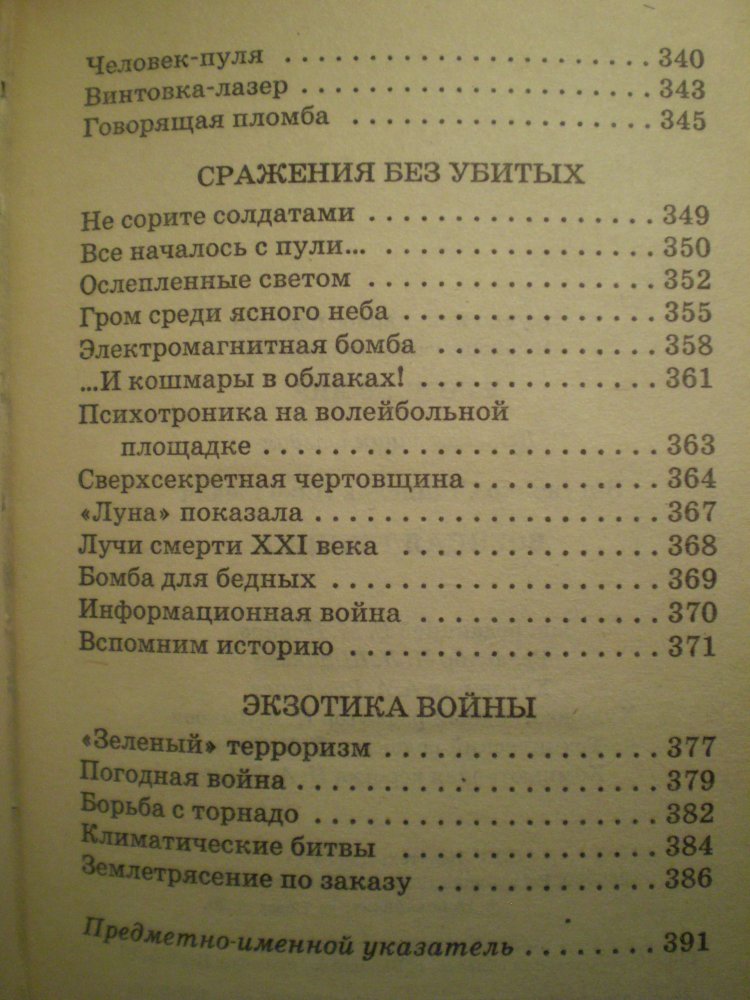 Человек-пуля . . . . . . . . . . . . . . . . . . . . . . 340
Винтовка-лазер . . . . . . . . . . . . . . . . . . . . . 343
Говорящая пломба . . . . . . . . . . . . . . . . . . 345
СРАЖЕНИЯ БЕЗ УБИТЫХ
Не сорите солдатами . . . . . . . . . . . . . . . . . 349
Все началось с пули... . . . . . . . . . . . . . . . . 350
Ослепленные светом . . . . . . . . . . . . . . . . . 352
Гром среди ясного неба . . . . . . . . . . . . . . . 355
Электромагнитная бомба . . . . . . . . . . . . . 358
...И кошмары в облаках! . . . . . . . . . . . . . . 361
Психотроника на волейбольной
площадке . . . . . . . . . . . . . . . . . . . . . . . 363
Сверхсекретная чертовщина . . . . . . . . . . . 364
«Луна» показала . . . . . . . . . . . . . . . . . . . . 367
Лучи смерти XXI века . . . . . . . . . . . . . . . 368
Бомба для бедных . . . . . . . . . . . . . . . . . . . 369
Информационная война . . . . . . . . . . . . . . 370
Вспомним историю . . . . . . . . . . . . . . . . . . 371
ЭКЗОТИКА ВОЙНЫ
«Зеленый» терроризм . . . . . . . . . . . . . . . . 377
Погодная война . . . . . . . . . . . . . . . . . . . . . 379
Борьба с торнадо . . . . . . . . . . . . . . . . . . . . 382
Климатические битвы . . . . . . . . . . . . . . . 384
Землетрясение по заказу . . . . . . . . . . . . . 386
Предметно-именной указатель . . . . . . . . 391